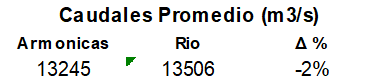 Caudales Promedio (m3/s)
Armonicas Rio Δ %
13245 13506 -2%